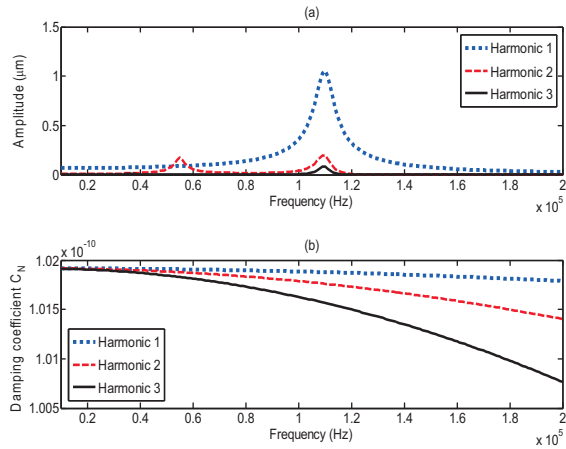 (a)
1.5
1
0.5
0
Amplitude (μm)
Harmonic 1
Harmonic 2
Harmonic 3
0.2 0.4 0.6 0.8 1 1.2 1.4 1.6 1.8 2
Frequency (Hz)
x 10^5
(b)
x 10^-10
1.02
1.015
1.01
1.005
Damping coefficient C_N
Harmonic 1
Harmonic 2
Harmonic 3
0.2 0.4 0.6 0.8 1 1.2 1.4 1.6 1.8 2
Frequency (Hz)
x 10^5